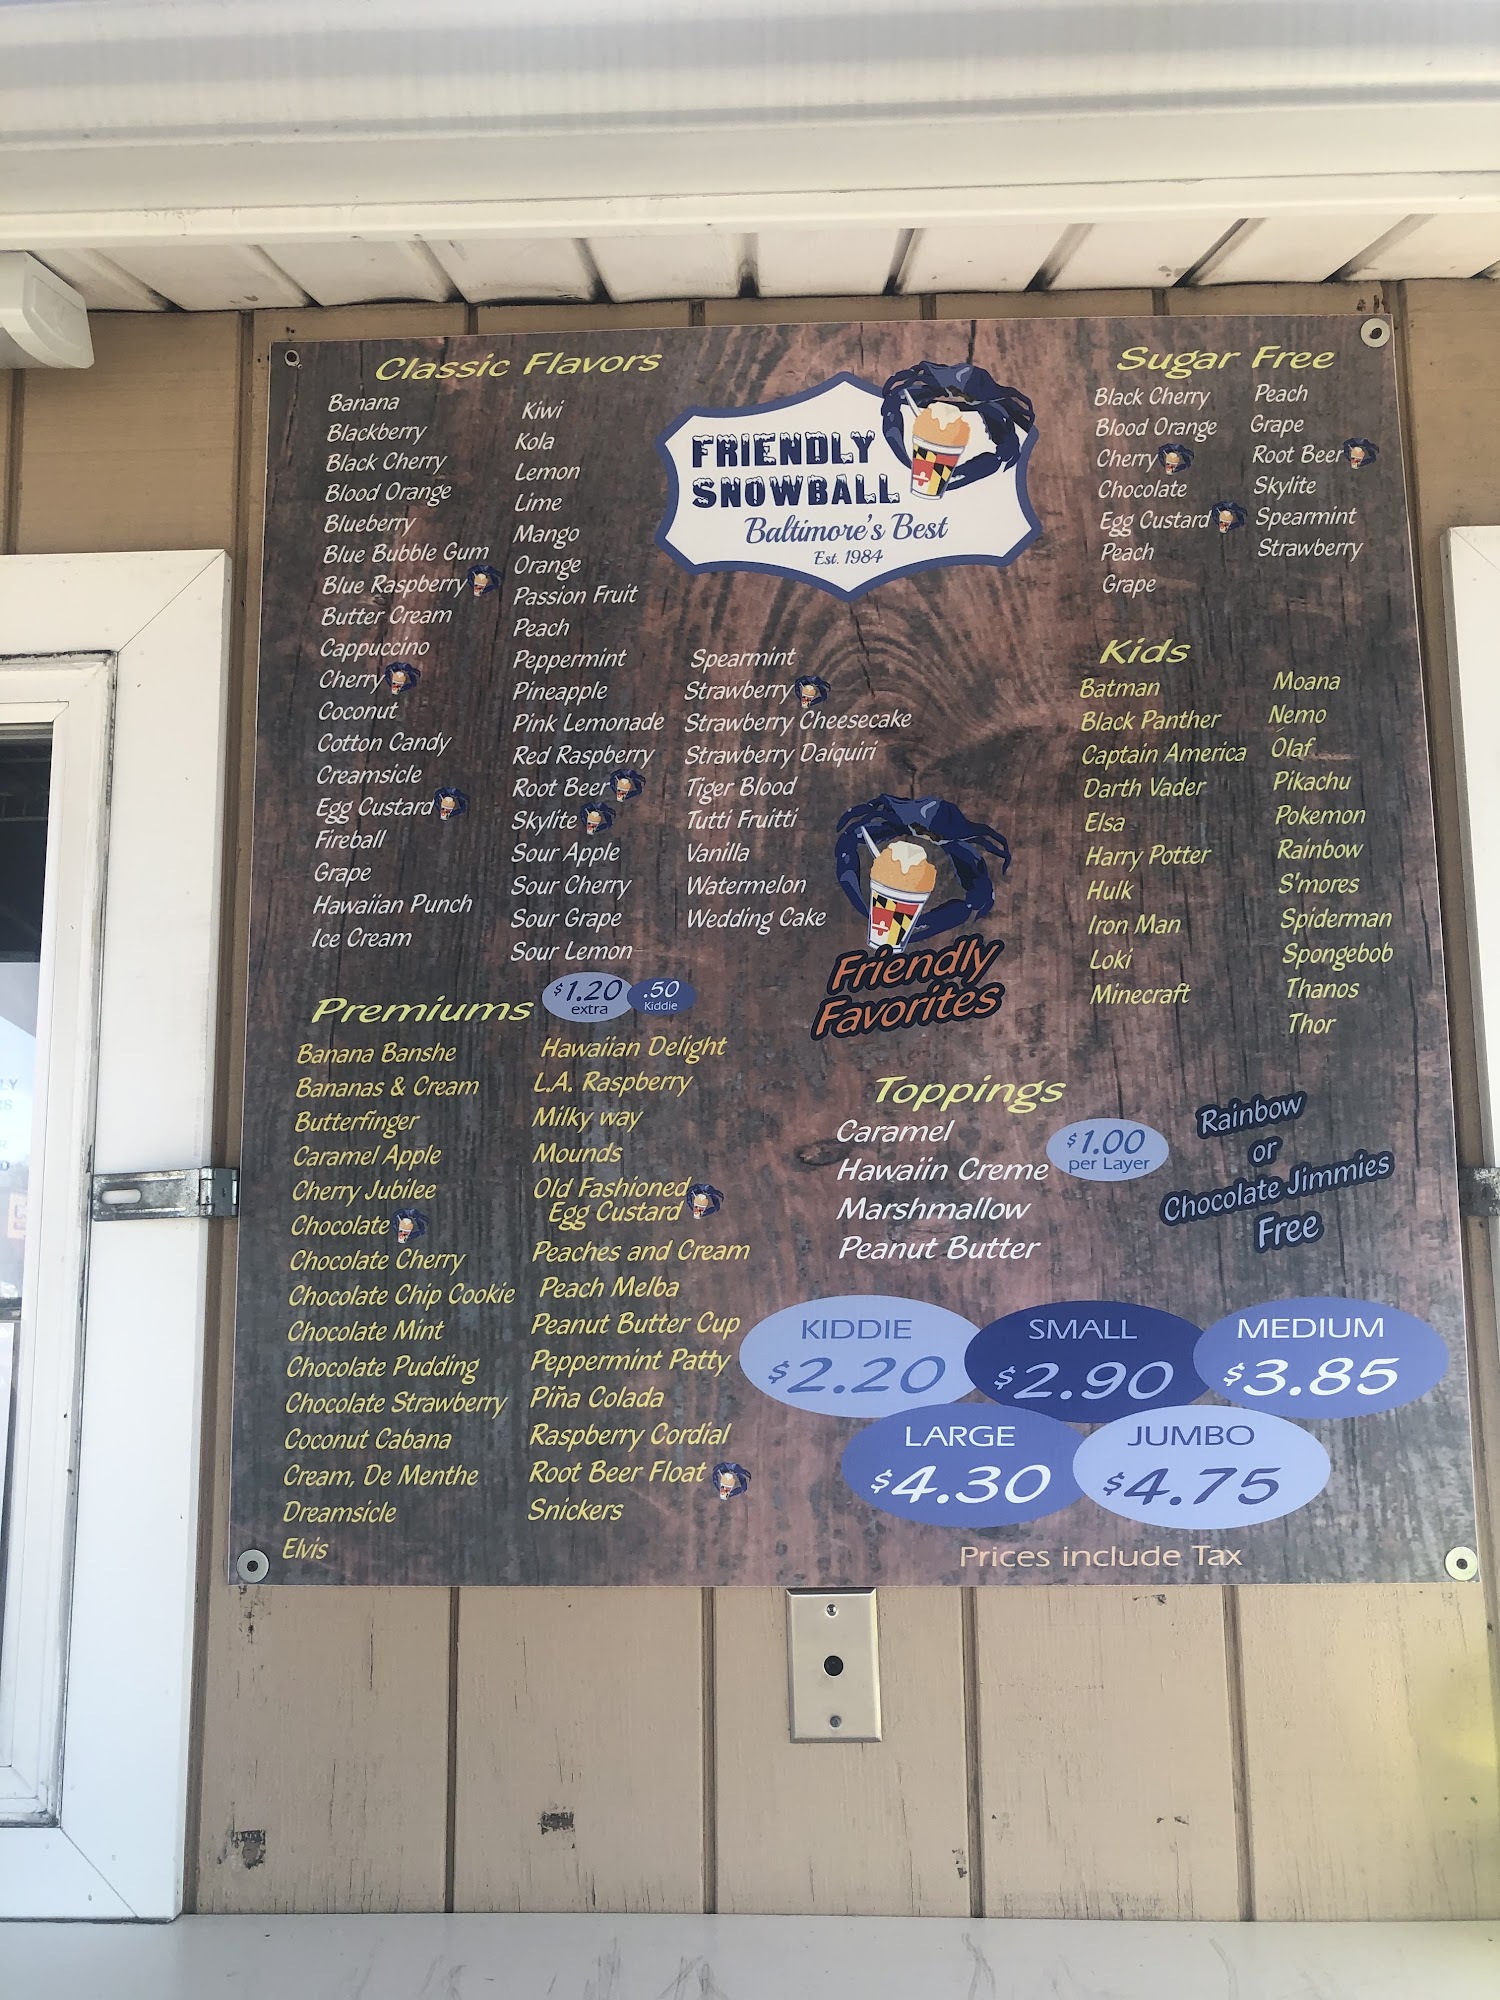 Classic Flavors
Banana
Blackberry
Black Cherry
Blood Orange
Blueberry
Blue Bubble Gum
Blue Raspberry
Butter Cream
Cappuccino
Cherry
Coconut
Cotton Candy
Creamsicle
Egg Custard
Fireball
Grape
Hawaiian Punch
Ice Cream
Kiwi
Kola
Lemon
Lime
Mango
Orange
Passion Fruit
Peach
Peppermint
Pineapple
Pink Lemonade
Red Raspberry
Root Beer
Skylite
Sour Apple
Sour Cherry
Sour Grape
Sour Lemon
Spearmint
Strawberry
Strawberry Cheesecake
Strawberry Daiquiri
Tiger Blood
Tutti Fruitti
Vanilla
Watermelon
Wedding Cake
FRIENDLY
SNOWBALL
Baltimore's Best
Est. 1984
Sugar Free
Black Cherry
Blood Orange
Cherry
Chocolate
Egg Custard
Peach
Grape
Peach
Grape
Root Beer
Skylite
Spearmint
Strawberry
Kids
Batman
Black Panther
Captain America
Darth Vader
Elsa
Harry Potter
Hulk
Iron Man
Loki
Minecraft
Moana
Nemo
Olaf
Pikachu
Pokemon
Rainbow
S'mores
Spiderman
Spongebob
Thanos
Thor
Friendly
Favorites
Premiums
$1.20
extra
.50
Kiddie
Banana Banshe
Bananas & Cream
Butterfinger
Caramel Apple
Cherry Jubilee
Chocolate
Chocolate Cherry
Chocolate Chip Cookie
Chocolate Mint
Chocolate Pudding
Chocolate Strawberry
Coconut Cabana
Cream, De Menthe
Dreamsicle
Elvis
Hawaiian Delight
L.A. Raspberry
Milky way
Mounds
Old Fashioned
Egg Custard
Peaches and Cream
Peach Melba
Peanut Butter Cup
Peppermint Patty
Piña Colada
Raspberry Cordial
Root Beer Float
Snickers
Toppings
Caramel
Hawaiin Creme
Marshmallow
Peanut Butter
$1.00
per Layer
Rainbow
or
Chocolate Jimmies
Free
KIDDIE
$2.20
SMALL
$2.90
MEDIUM
$3.85
LARGE
$4.30
JUMBO
$4.75
Prices include Tax